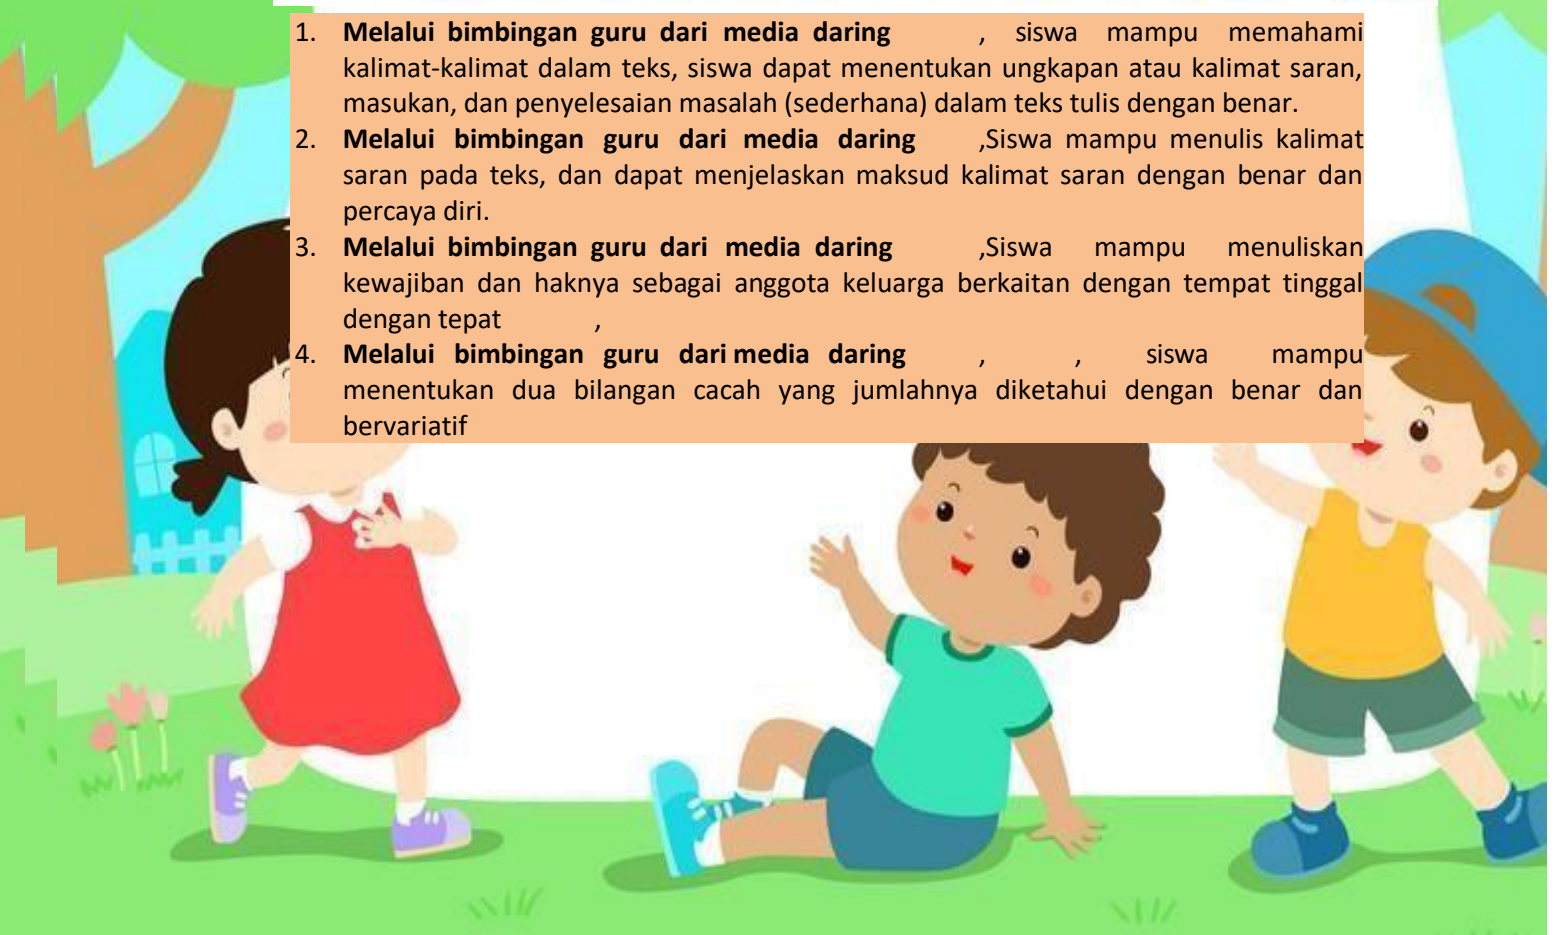 1. Melalui bimbingan guru dari media daring , siswa mampu memahami
kalimat-kalimat dalam teks, siswa dapat menentukan ungkapan atau kalimat saran,
masukan, dan penyelesaian masalah (sederhana) dalam teks tulis dengan benar.
2. Melalui bimbingan guru dari media daring ,Siswa mampu menulis kalimat
saran pada teks, dan dapat menjelaskan maksud kalimat saran dengan benar dan
percaya diri.
3. Melalui bimbingan guru dari media daring ,Siswa mampu menuliskan
kewajiban dan haknya sebagai anggota keluarga berkaitan dengan tempat tinggal
dengan tepat ,
4. Melalui bimbingan guru dari media daring , , siswa mampu
menentukan dua bilangan cacah yang jumlahnya diketahui dengan benar dan
bervariatif